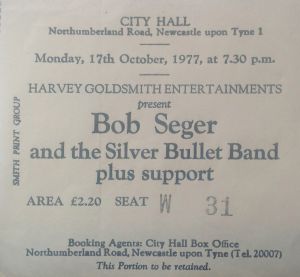 CITY HALL
Northumberland Road, Newcastle upon Tyne 1
Monday, 17th October, 1977, at 7.30 p.m.
HARVEY GOLDSMITH ENTERTAINMENTS
present
Bob Seger
and the Silver Bullet Band
plus support
AREA £2.20 SEAT W 31
Booking Agents: City Hall Box Office
Northumberland Road, Newcastle upon Tyne (Tel. 20007)
This Portion to be retained.
SMITH PRINT GROUP